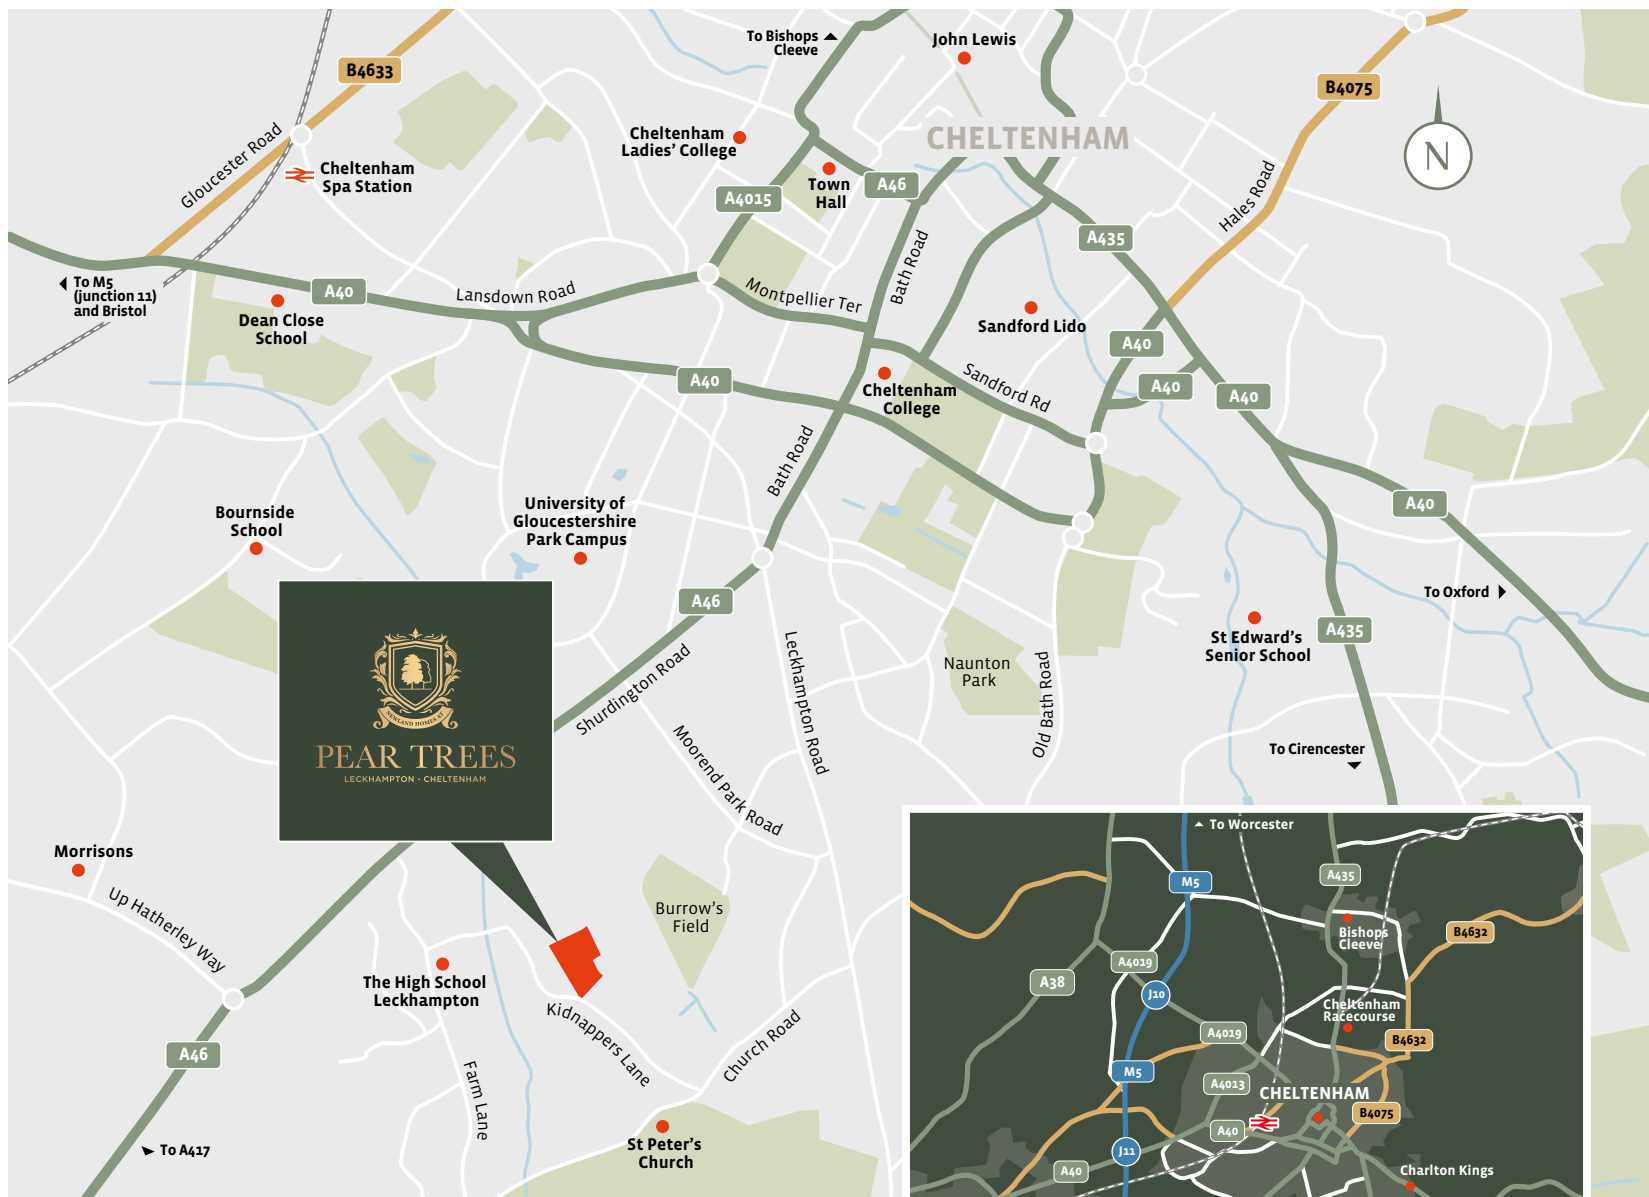 To Bishops
Cleeve
John Lewis
B4633
B4075
Cheltenham
Ladies' College
CHELTENHAM
N
Gloucester Road
Cheltenham
Spa Station
Town
Hall
A46
A4015
Hales Road
A435
Bath Road
To M5
(junction 11)
and Bristol
A40
Lansdown Road
Montpellier Ter
Dean Close
School
Sandford Lido
A40
A40
Cheltenham
College
Sandford Rd
A40
A40
Bath Road
A40
Bournside
School
University of
Gloucestershire
Park Campus
A46
To Oxford
St Edward's
Senior School
A435
Naunton
Park
Old Bath Road
Leckhampton Road
Shurdington Road
NEWLAND HOMES AT
PEAR TREES
LECKHAMPTON - CHELTENHAM
Moorend Park Road
To Cirencester
Morrisons
Up Hatherley Way
Burrow's
Field
The High School
Leckhampton
Kidnappers Lane
Church Road
Farm Lane
A46
To A417
St Peter's
Church
To Worcester
M5
A435
Bishops
Cleeve
B4632
A4019
A38
J10
Cheltenham
Racecourse
A4019
B4632
M5
A4013
CHELTENHAM
B4075
A40
J11
A40
Charlton Kings